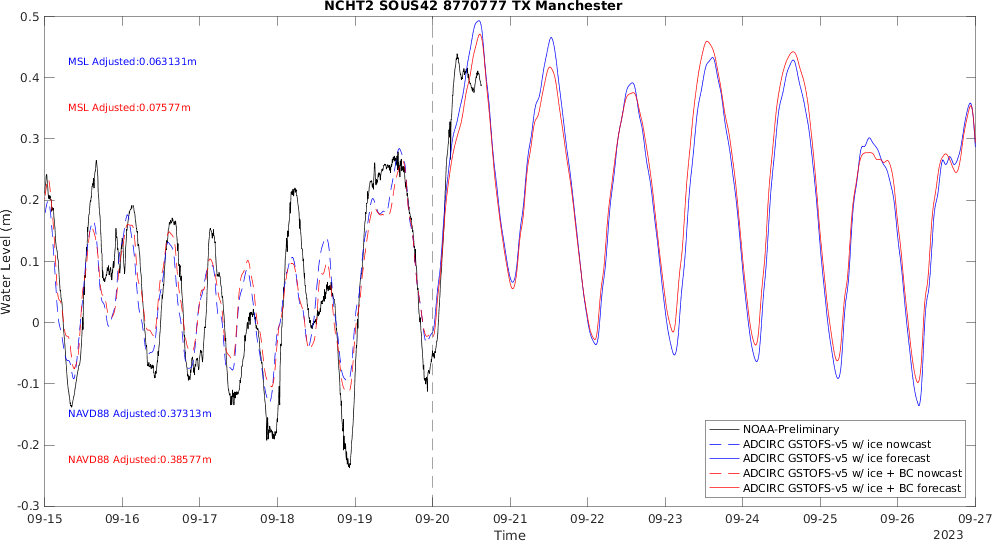 NCHT2 SOUS42 8770777 TX Manchester
0.5
0.4
0.3
0.2
0.1
0
-0.1
-0.2
-0.3
Water Level (m)
MSL Adjusted:0.063131m
MSL Adjusted:0.07577m
NAVD88 Adjusted:0.37313m
NAVD88 Adjusted:0.38577m
NOAA-Preliminary
ADCIRC GSTOFS-v5 w/ ice nowcast
ADCIRC GSTOFS-v5 w/ ice forecast
ADCIRC GSTOFS-v5 w/ ice + BC nowcast
ADCIRC GSTOFS-v5 w/ ice + BC forecast
09-15 09-16 09-17 09-18 09-19 09-20 09-21 09-22 09-23 09-24 09-25 09-26 09-27
Time
2023